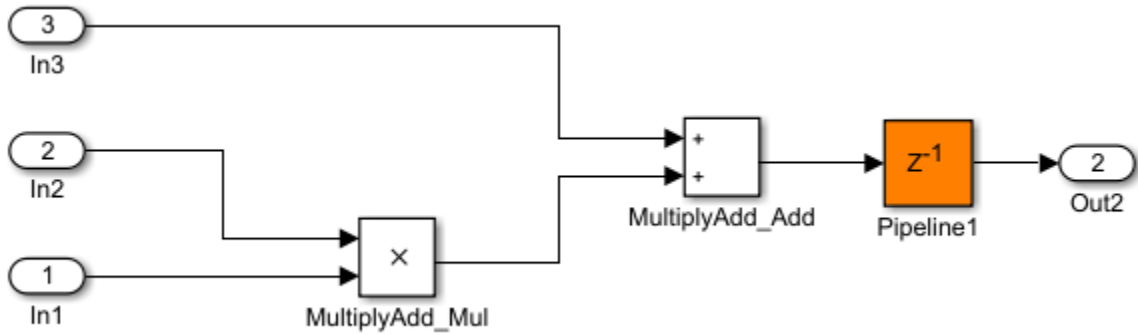 3
In3
2
In2
1
In1
×
MultiplyAdd_Mul
+
+
MultiplyAdd_Add
Z⁻¹
Pipeline1
2
Out2